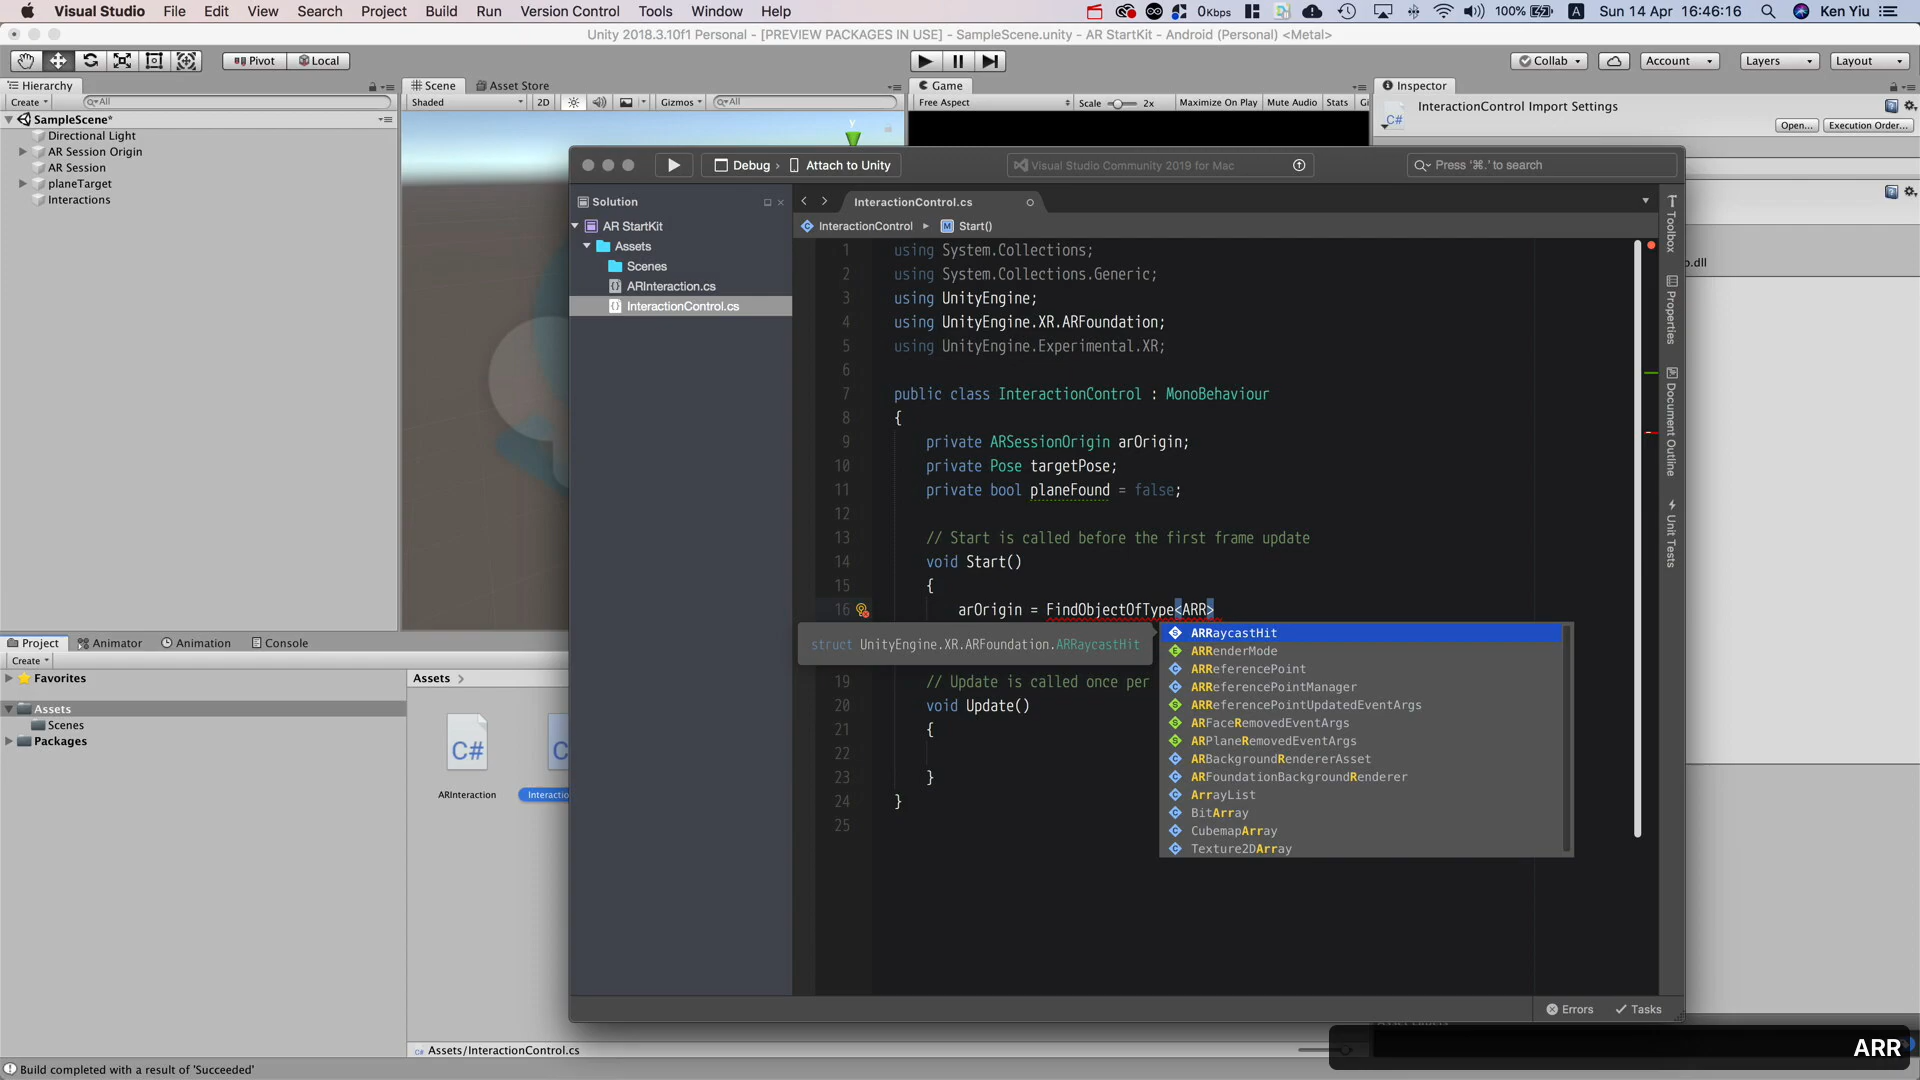 Visual Studio File Edit View Search Project Build Run Version Control Tools Window Help 0Kbps 100% A Sun 14 Apr 16:46:16 Ken Yiu
Unity 2018.3.10f1 Personal - [PREVIEW PACKAGES IN USE] - SampleScene.unity - AR StartKit - Android (Personal) <Metal>
Pivot Local Collab Account Layers Layout
Hierarchy Scene Asset Store Game Inspector
Create All Shaded 2D Gizmos All Free Aspect Scale 2x Maximize On Play Mute Audio Stats Gi
InteractionControl Import Settings
C# Open... Execution Order...
SampleScene*
Directional Light
AR Session Origin
AR Session
planeTarget
Interactions
y
Debug › Attach to Unity Visual Studio Community 2019 for Mac Press '⌘.' to search
Solution
AR StartKit
Assets
Scenes
ARInteraction.cs
InteractionControl.cs
InteractionControl.cs
InteractionControl Start()
1 using System.Collections;
2 using System.Collections.Generic;
3 using UnityEngine;
4 using UnityEngine.XR.ARFoundation;
5 using UnityEngine.Experimental.XR;
6
7 public class InteractionControl : MonoBehaviour
8 {
9 private ARSessionOrigin arOrigin;
10 private Pose targetPose;
11 private bool planeFound = false;
12
13 // Start is called before the first frame update
14 void Start()
15 {
16 arOrigin = FindObjectOfType<ARR>
struct UnityEngine.XR.ARFoundation.ARRaycastHit
19 // Update is called once per
20 void Update()
21 {
22
23 }
24 }
25
ARRaycastHit
ARRenderMode
ARReferencePoint
ARReferencePointManager
ARReferencePointUpdatedEventArgs
ARFaceRemovedEventArgs
ARPlaneRemovedEventArgs
ARBackgroundRendererAsset
ARFoundationBackgroundRenderer
ArrayList
BitArray
CubemapArray
Texture2DArray
Toolbox
Properties
Document Outline
Unit Tests
.dll
Errors Tasks
Project Animator Animation Console
Create
Favorites
Assets
Scenes
Packages
Assets
C#
C
ARInteraction
Interactio
Assets/InteractionControl.cs
Build completed with a result of 'Succeeded'
ARR